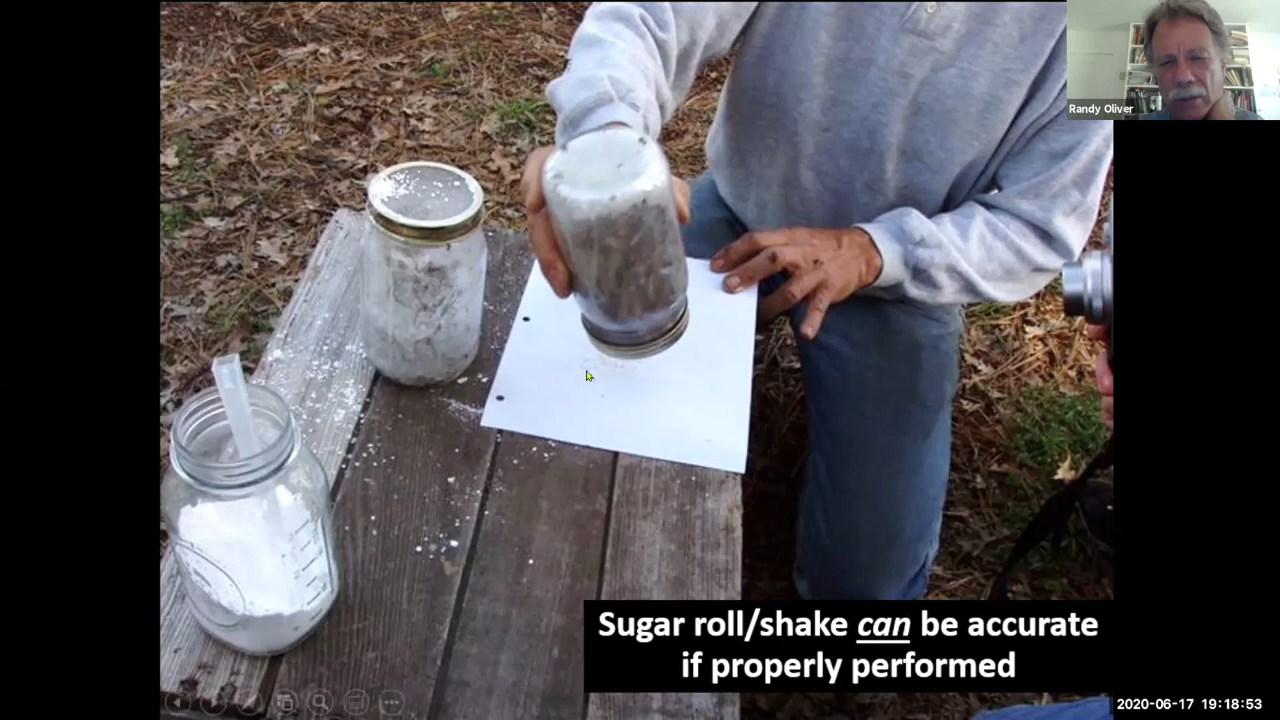 Randy Oliver
Sugar roll/shake can be accurate
if properly performed
2020-06-17 19:18:53